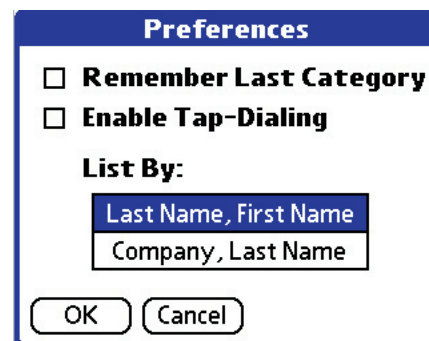 Preferences
Remember Last Category
Enable Tap-Dialing
List By:
Last Name, First Name
Company, Last Name
OK Cancel